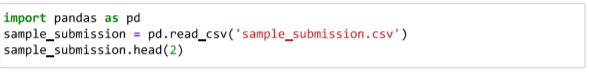 import pandas as pd
sample_submission = pd.read_csv('sample_submission.csv')
sample_submission.head(2)